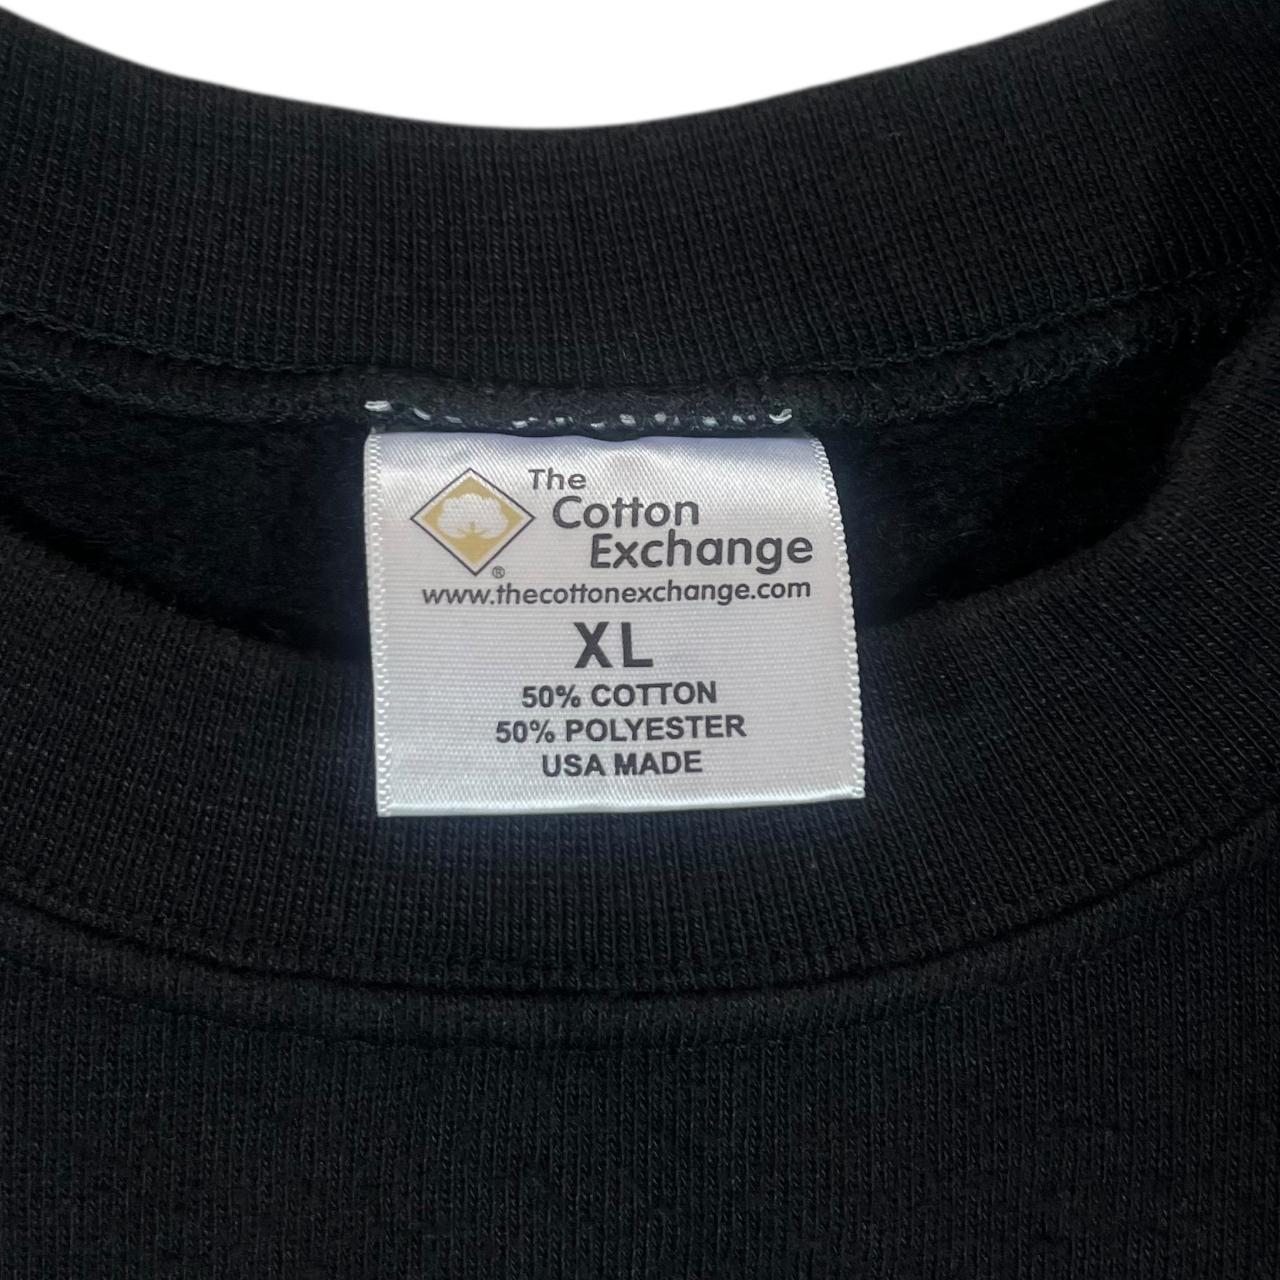 The
Cotton
Exchange
®
www.thecottonexchange.com
XL
50% COTTON
50% POLYESTER
USA MADE